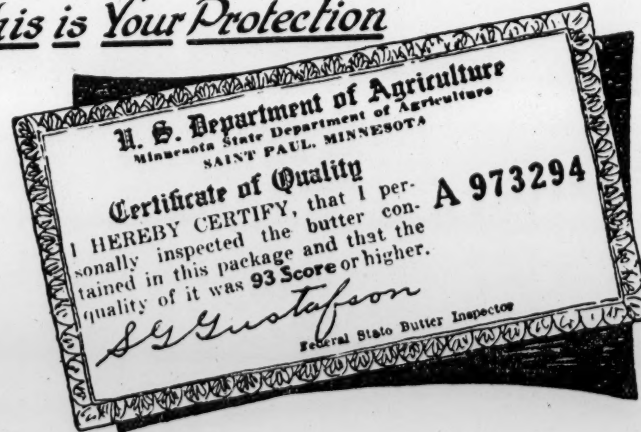 his is Your Protection
U. S. Department of Agriculture
Minnesota State Department of Agriculture
SAINT PAUL, MINNESOTA
Certificate of Quality
A 973294
I HEREBY CERTIFY, that I per-
sonally inspected the butter con-
tained in this package and that the
quality of it was 93 Score or higher.
S G Gustafson
Federal State Butter Inspector